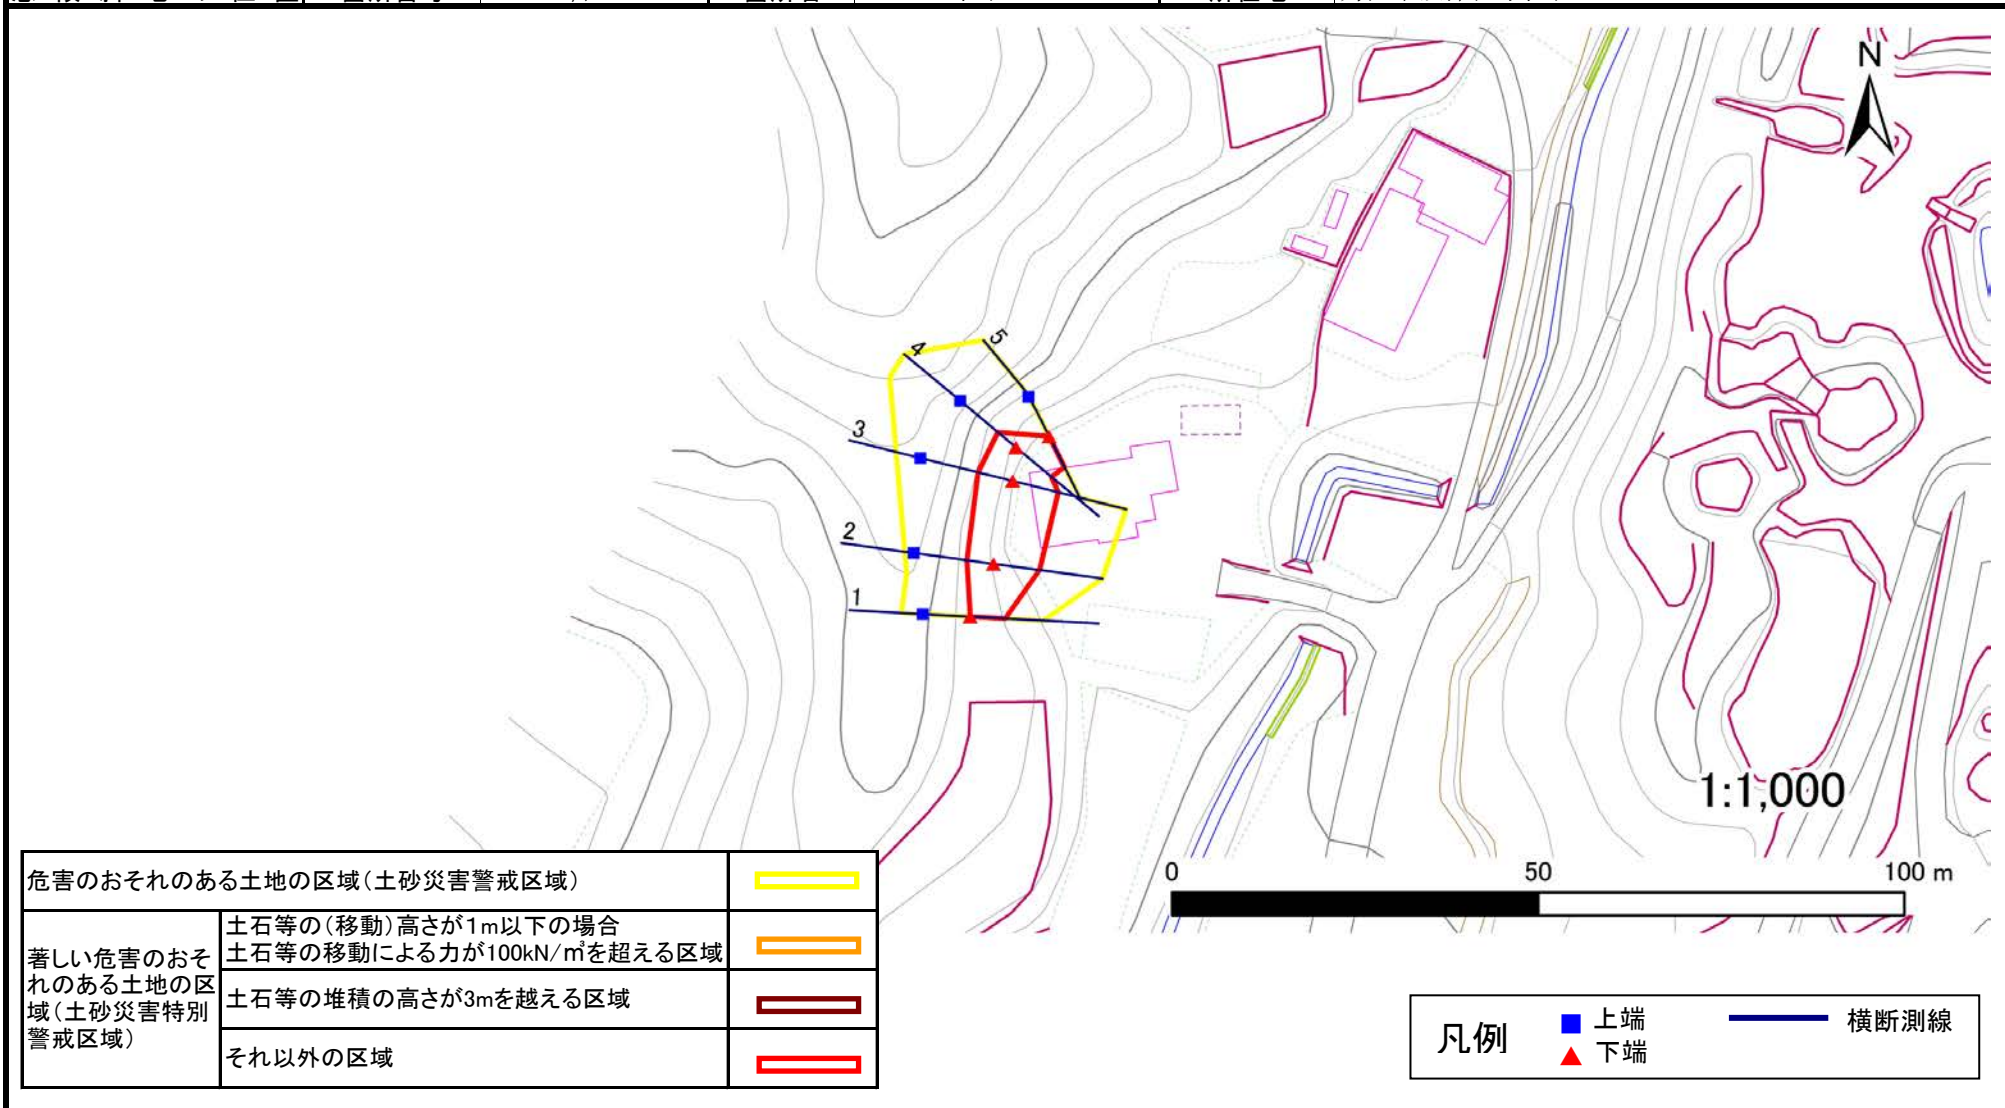 N
5
4
3
2
1
1:1,000
0 50 100 m
危害のおそれのある土地の区域(土砂災害警戒区域)
著しい危害のおそ
れのある土地の区
域(土砂災害特別
警戒区域)
土石等の(移動)高さが1m以下の場合
土石等の移動による力が100kN/㎡を超える区域
土石等の堆積の高さが3mを越える区域
それ以外の区域
凡例
上端
下端
横断測線